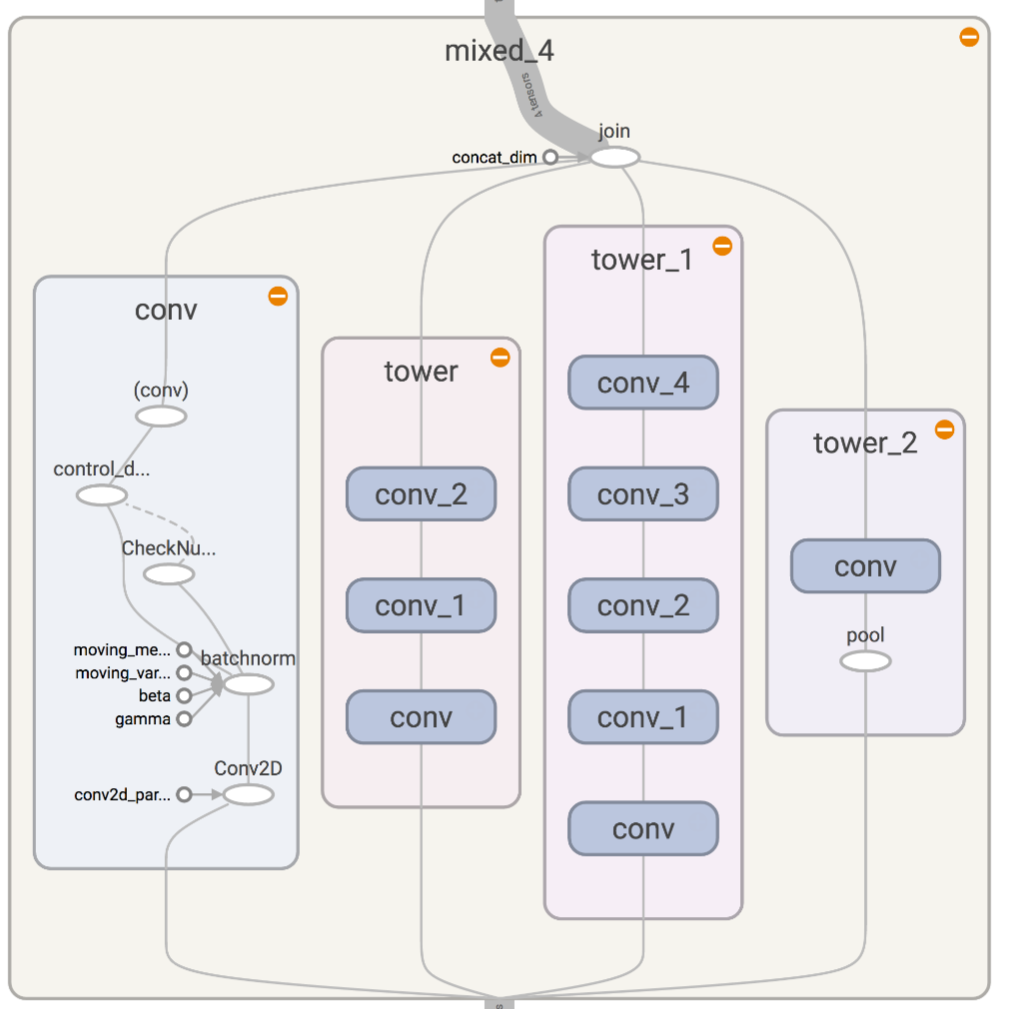 mixed_4
4 tensors
join
concat_dim
conv
(conv)
control_d...
CheckNu...
moving_me...
batchnorm
moving_var...
beta
gamma
Conv2D
conv2d_par...
tower
conv_2
conv_1
conv
tower_1
conv_4
conv_3
conv_2
conv_1
conv
tower_2
conv
pool